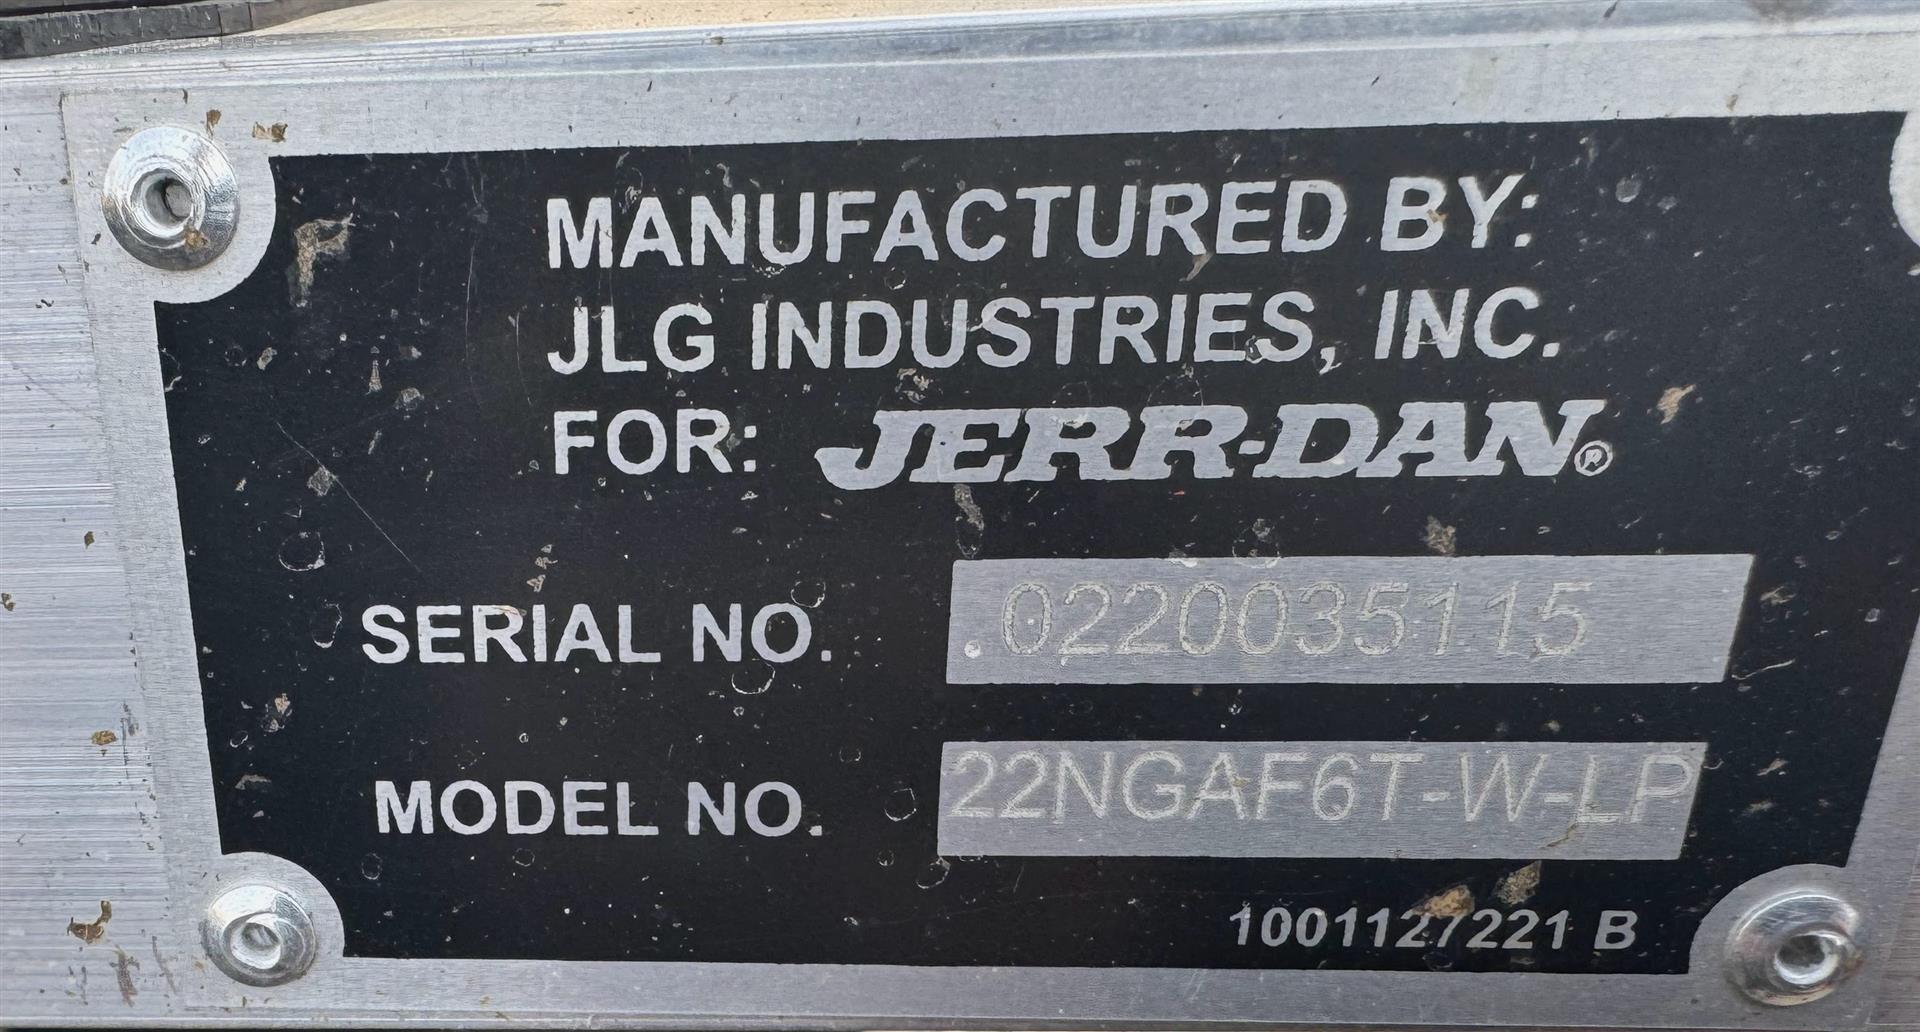 MANUFACTURED BY:
JLG INDUSTRIES, INC.
FOR: JERR-DAN®
SERIAL NO. 0220035115
MODEL NO. 22NGAF6T-W-LP
1001127221 B